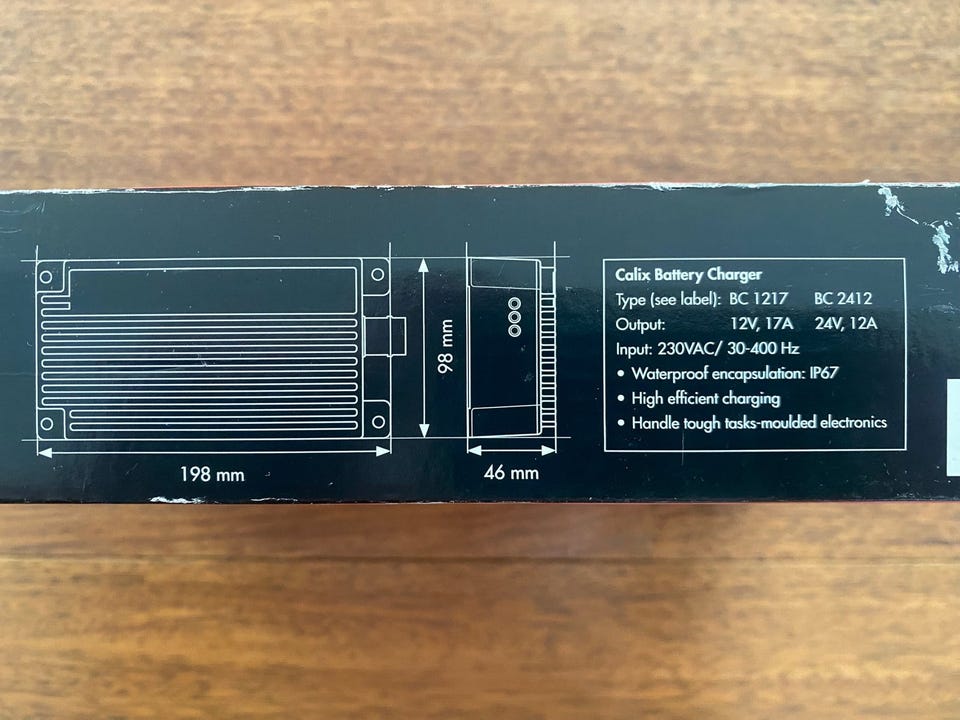 198 mm
98 mm
46 mm
Calix Battery Charger
Type (see label): BC 1217 BC 2412
Output: 12V, 17A 24V, 12A
Input: 230VAC/ 30-400 Hz
• Waterproof encapsulation: IP67
• High efficient charging
• Handle tough tasks-moulded electronics